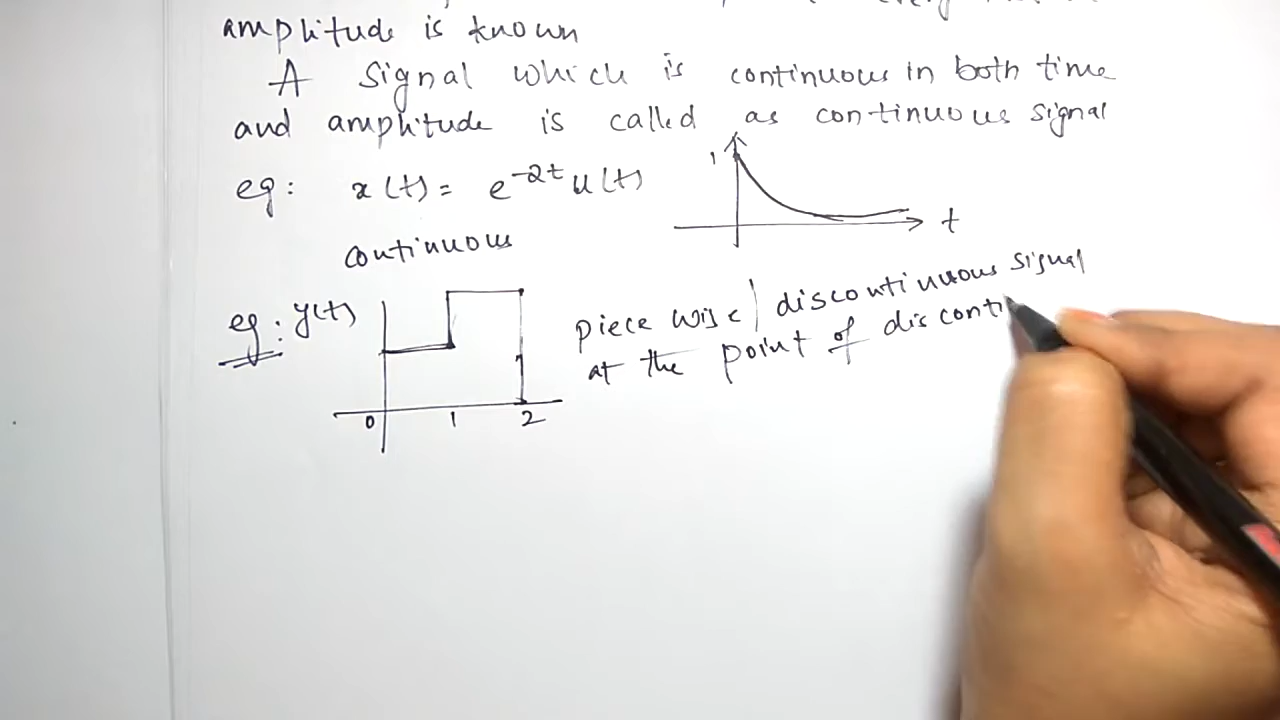 amplitude is known
A signal which is continuous in both time
and amplitude is called as continuous signal
eg: x(t) = e^-2t u(t)
1
t
continuous
eg: y(t)
piece wise / discontinuous signal
at the point of disconti
0 1 2